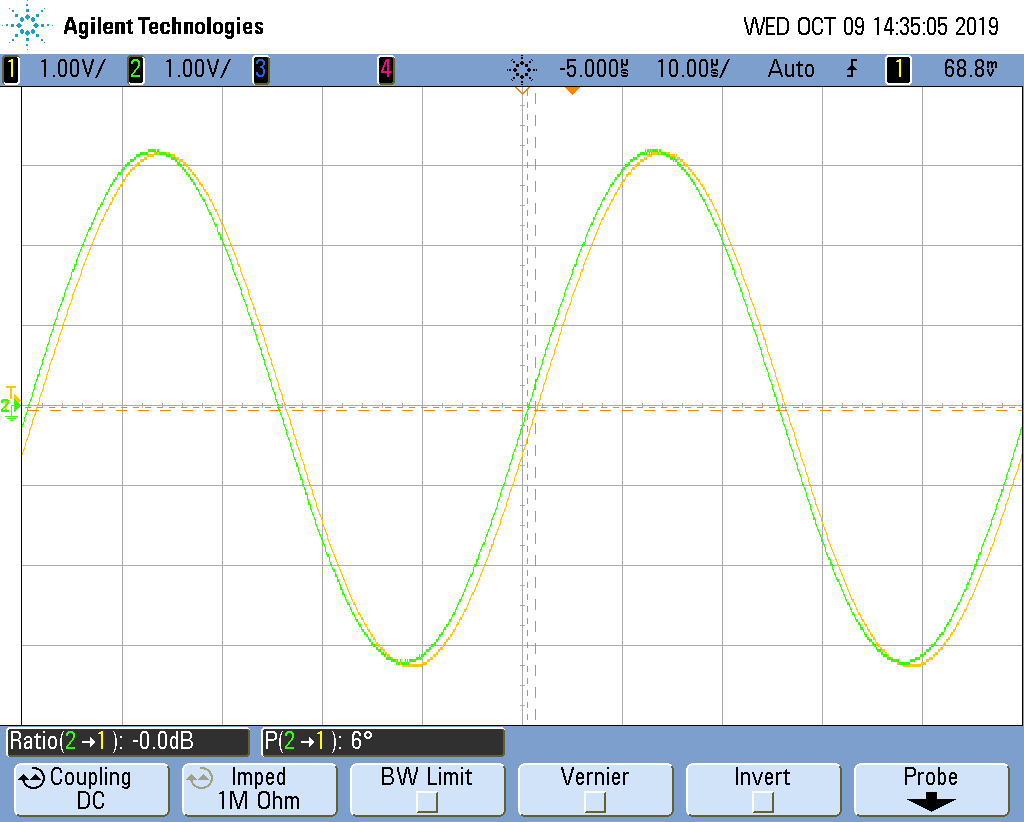 Agilent Technologies WED OCT 09 14:35:05 2019
1 1.00V/ 2 1.00V/ 3 4 -5.000µs 10.00µs/ Auto 1 68.8mV
T
2
Ratio(2→1): -0.0dB P(2→1): 6°
Coupling Imped BW Limit Vernier Invert Probe
DC 1M Ohm